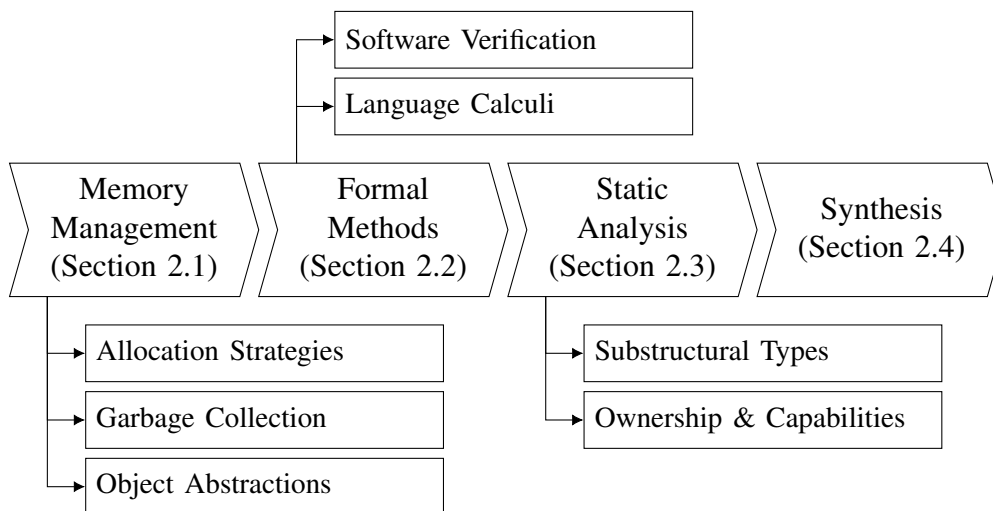 Software Verification
Language Calculi
Memory
Management
(Section 2.1)
Formal
Methods
(Section 2.2)
Static
Analysis
(Section 2.3)
Synthesis
(Section 2.4)
Allocation Strategies
Garbage Collection
Object Abstractions
Substructural Types
Ownership & Capabilities